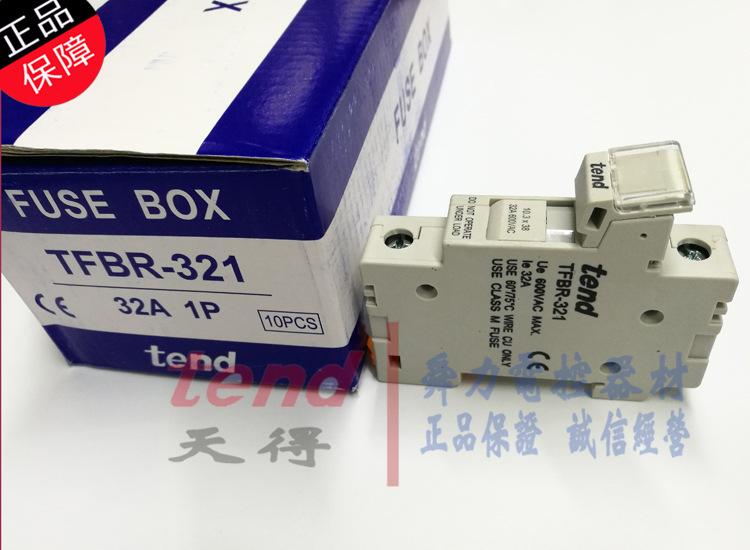 正品
保障
X
FUSE BOX
FUSE BOX
TFBR-321
CE 32A 1P
10PCS
tend
tend
DO NOT OPERATE
UNDER LOAD
10.3 x 38
32A 600VAC
tend
TFBR-321
Ue 600VAC MAX.
Ie 32A
USE 60°/75°C WIRE CU ONLY
USE CLASS M FUSE
CE
tend
天得
舜力電控器材
正品保證 誠信經營